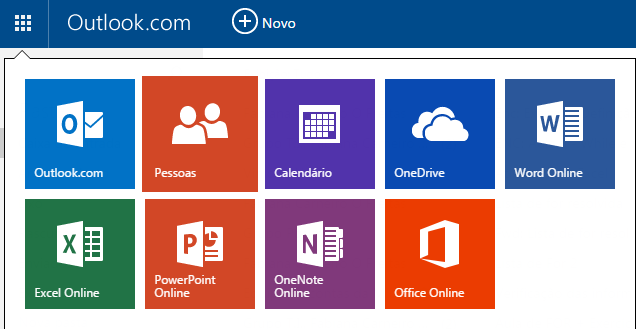 Outlook.com
Novo
Outlook.com
Pessoas
Calendário
OneDrive
Word Online
Excel Online
PowerPoint
Online
OneNote
Online
Office Online